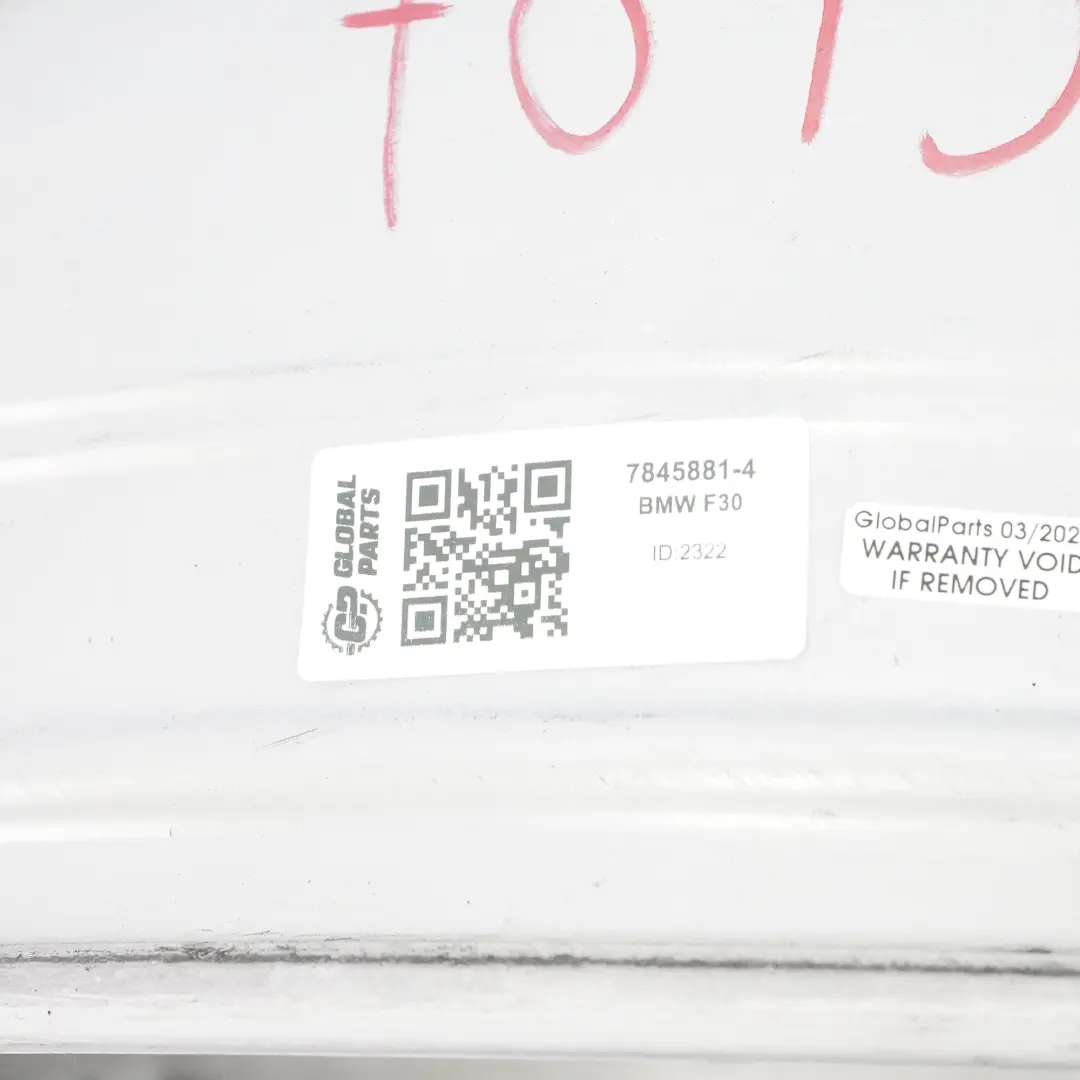 GLOBAL
PARTS
7845881-4
BMW F30
ID:2322
GlobalParts 03/202
WARRANTY VOID
IF REMOVED